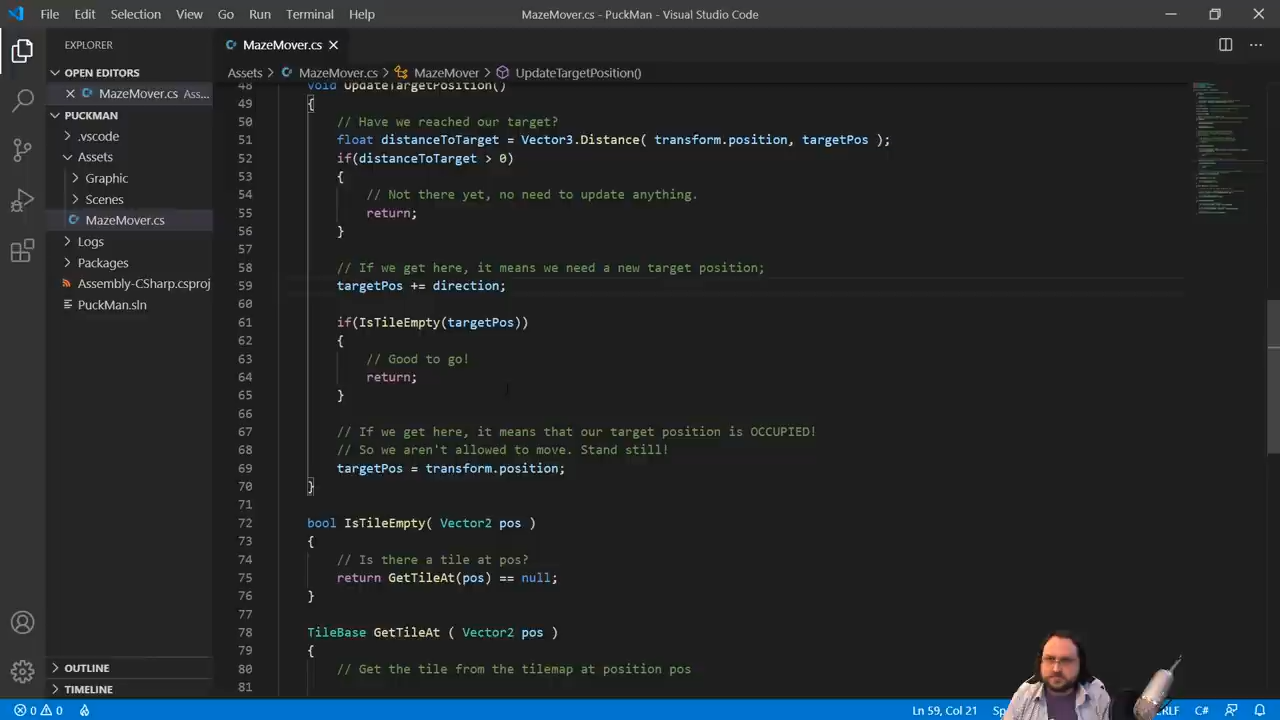 File Edit Selection View Go Run Terminal Help
MazeMover.cs - PuckMan - Visual Studio Code
EXPLORER
OPEN EDITORS
MazeMover.cs Ass...
PUCKMAN
.vscode
Assets
Graphic
Scenes
MazeMover.cs
Logs
Packages
Assembly-CSharp.csproj
PuckMan.sln
OUTLINE
TIMELINE
MazeMover.cs
Assets > MazeMover.cs > MazeMover > UpdateTargetPosition()
48 void UpdateTargetPosition()
49 {
50 // Have we reached our target?
51 float distanceToTarget = Vector3.Distance( transform.position, targetPos );
52 if(distanceToTarget > 0)
53 {
54 // Not there yet, no need to update anything.
55 return;
56 }
57
58 // If we get here, it means we need a new target position;
59 targetPos += direction;
60
61 if(IsTileEmpty(targetPos))
62 {
63 // Good to go!
64 return;
65 }
66
67 // If we get here, it means that our target position is OCCUPIED!
68 // So we aren't allowed to move. Stand still!
69 targetPos = transform.position;
70 }
71
72 bool IsTileEmpty( Vector2 pos )
73 {
74 // Is there a tile at pos?
75 return GetTileAt(pos) == null;
76 }
77
78 TileBase GetTileAt ( Vector2 pos )
79 {
80 // Get the tile from the tilemap at position pos
81
0 0 Ln 59, Col 21 C#